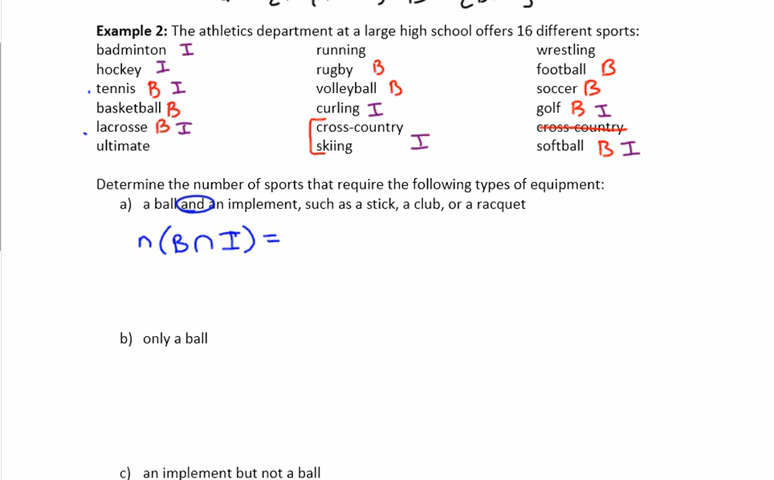 Example 2: The athletics department at a large high school offers 16 different sports:
badminton I running wrestling
hockey I rugby B football B
tennis B I volleyball B soccer B
basketball B curling I golf B I
lacrosse B I cross-country cross-country
ultimate skiing I softball B I
Determine the number of sports that require the following types of equipment:
a) a ball and an implement, such as a stick, a club, or a racquet
n(B∩I)=
b) only a ball
c) an implement but not a ball